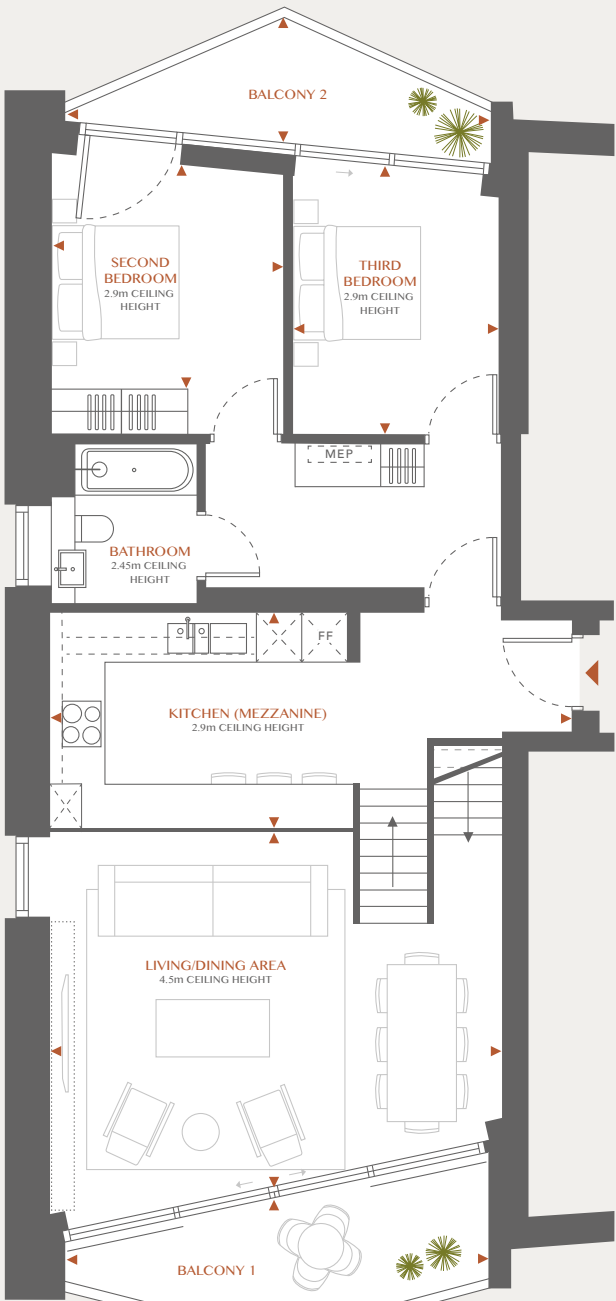 BALCONY 2
SECOND
BEDROOM
2.9m CEILING
HEIGHT
THIRD
BEDROOM
2.9m CEILING
HEIGHT
MEP
BATHROOM
2.45m CEILING
HEIGHT
FF
KITCHEN (MEZZANINE)
2.9m CEILING HEIGHT
LIVING/DINING AREA
4.5m CEILING HEIGHT
BALCONY 1